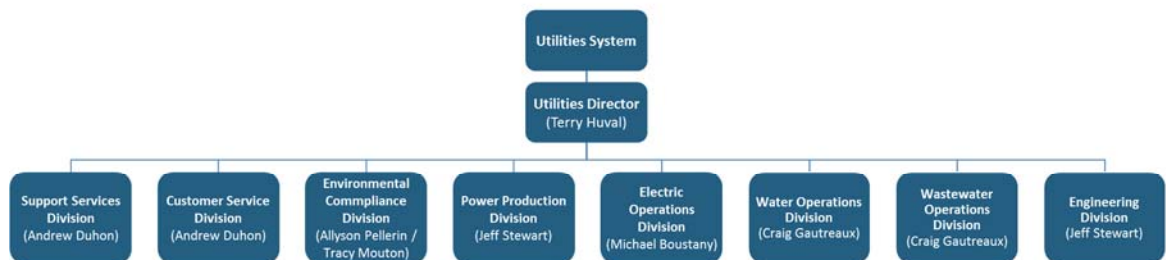 Utilities System
Utilities Director
(Terry Huval)
Support Services
Division
(Andrew Duhon)
Customer Service
Division
(Andrew Duhon)
Environmental
Commpliance
Division
(Allyson Pellerin /
Tracy Mouton)
Power Production
Division
(Jeff Stewart)
Electric
Operations
Division
(Michael Boustany)
Water Operations
Division
(Craig Gautreaux)
Wastewater
Operations
Division
(Craig Gautreaux)
Engineering
Division
(Jeff Stewart)